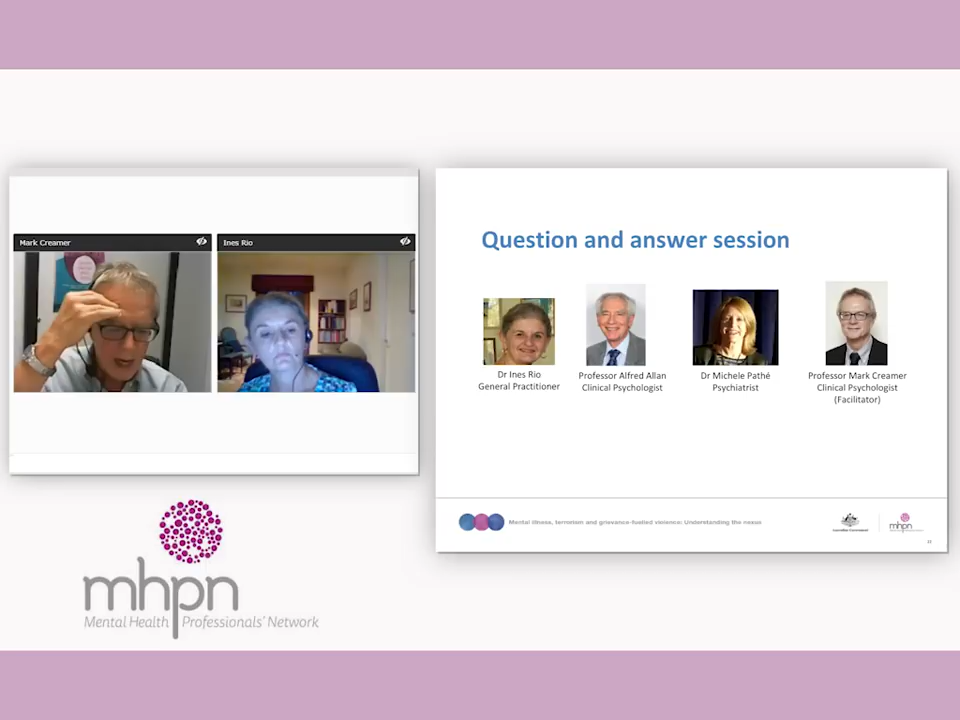 Mark Creamer
Ines Rio
Question and answer session
Dr Ines Rio
General Practitioner
Professor Alfred Allan
Clinical Psychologist
Dr Michele Pathé
Psychiatrist
Professor Mark Creamer
Clinical Psychologist
(Facilitator)
Mental illness, terrorism and grievance-fuelled violence: Understanding the nexus
Australian Government
mhpn
mhpn
Mental Health Professionals' Network